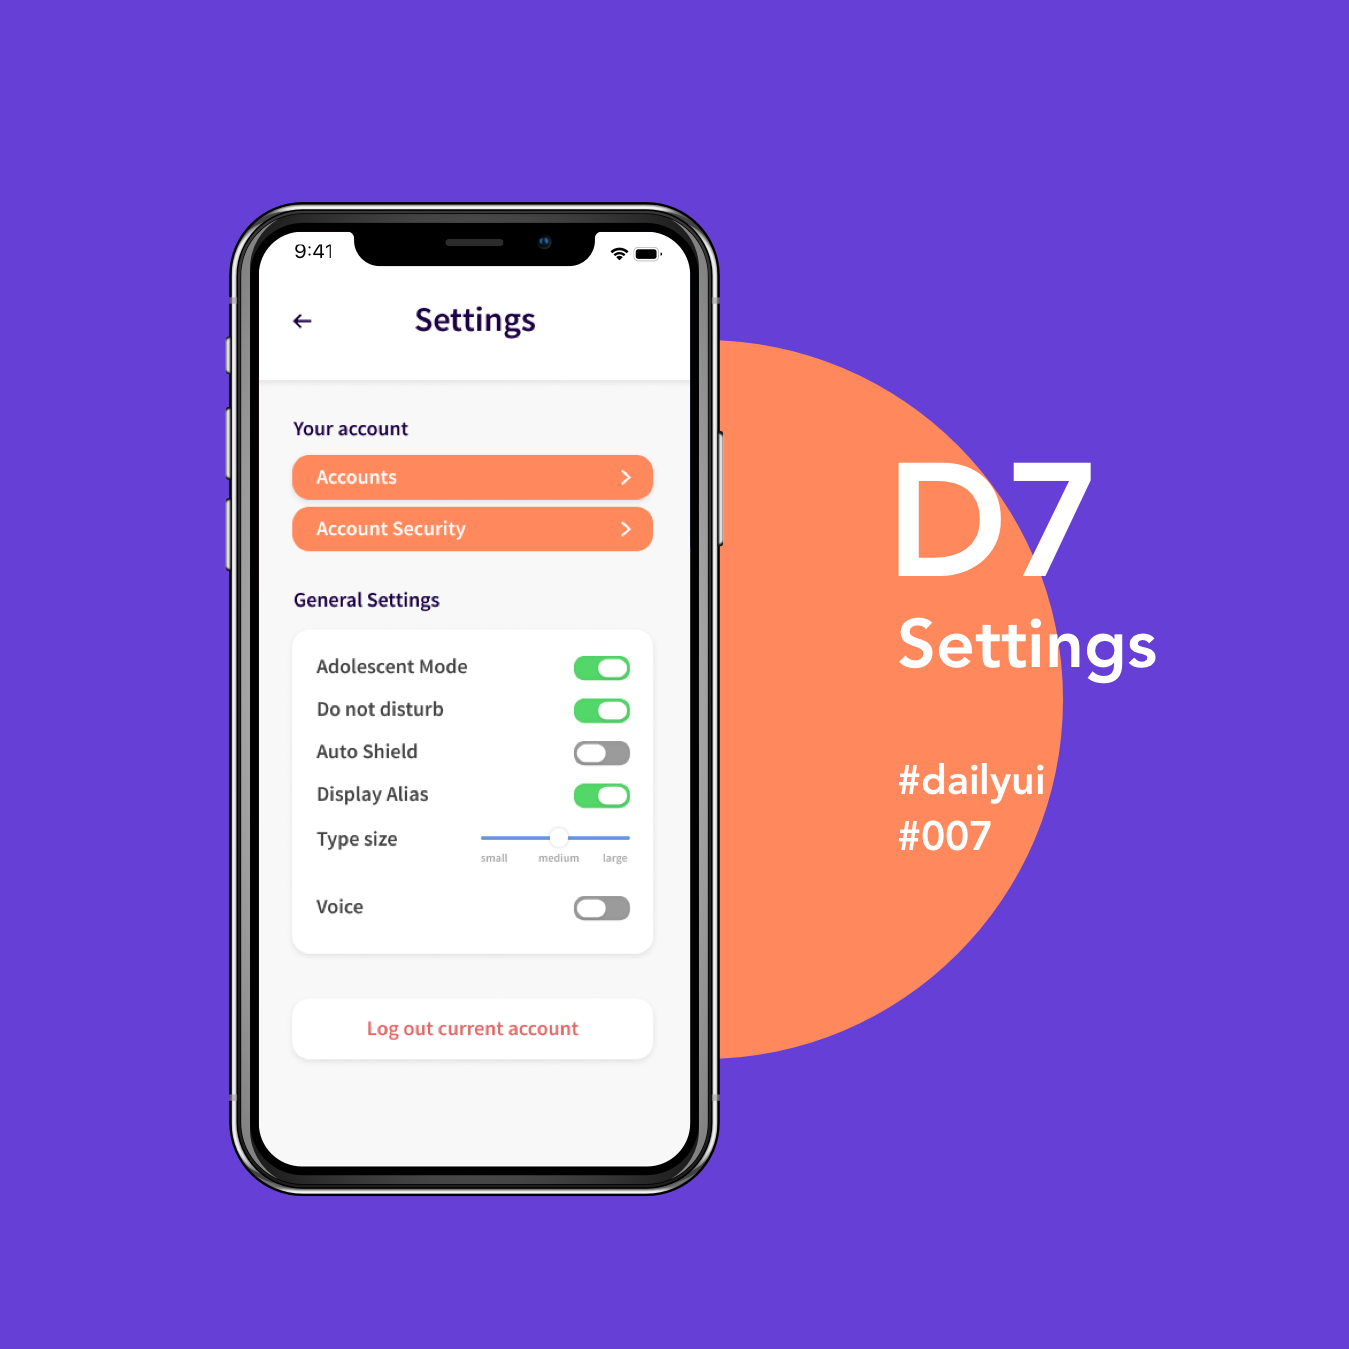 9:41
Settings
Your account
Accounts
Account Security
General Settings
Adolescent Mode
Do not disturb
Auto Shield
Display Alias
Type size
small medium large
Voice
Log out current account
D7
Settings
#dailyui
#007